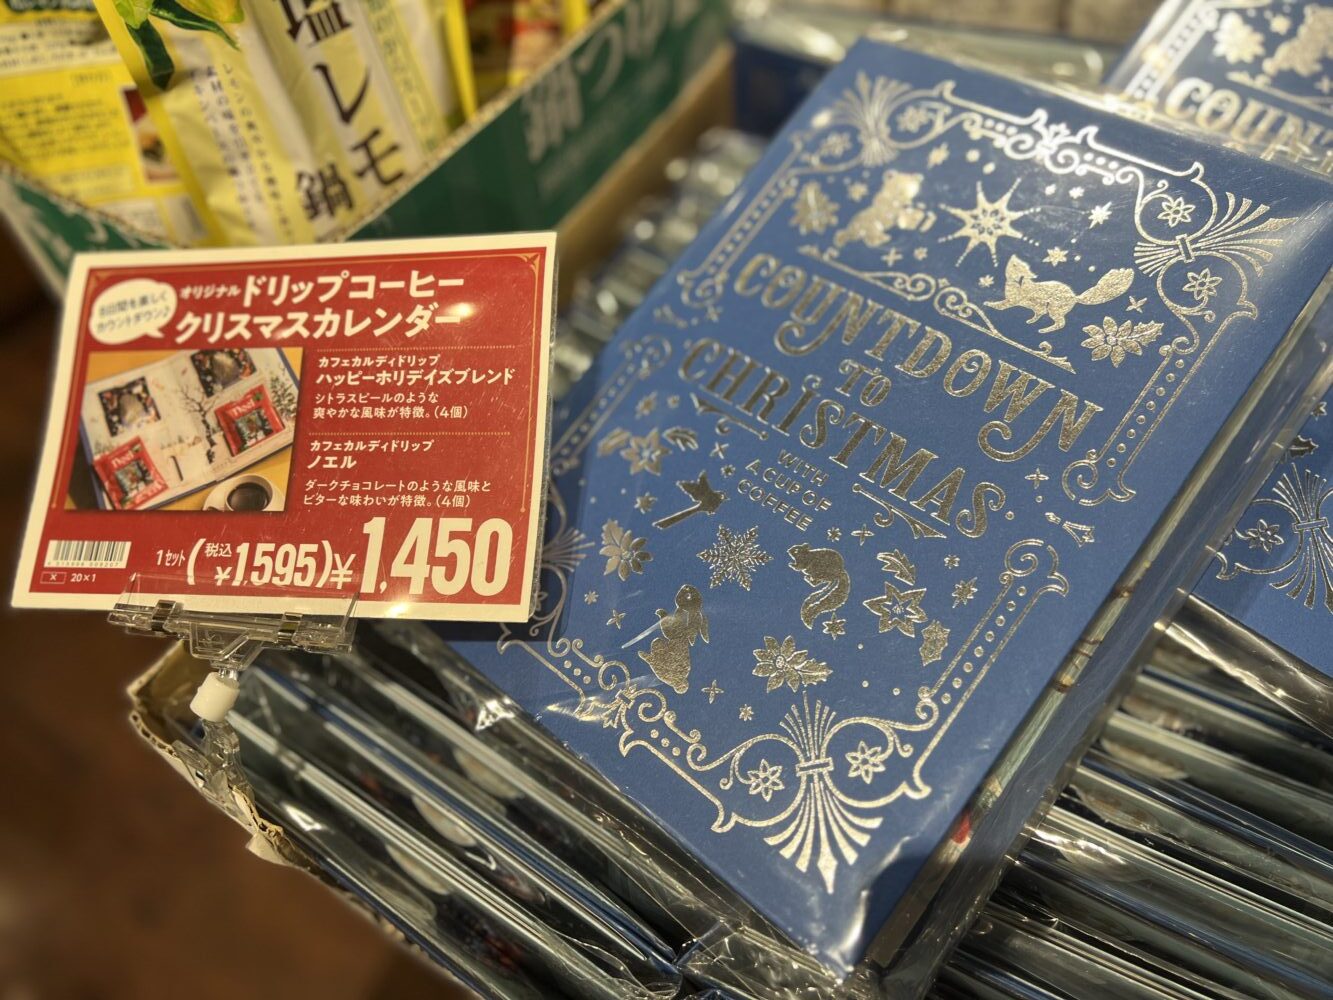 塩レモ
鍋
鍋つゆ
8日間を楽しく
カウントダウン♪
オリジナル ドリップコーヒー
クリスマスカレンダー
カフェカルディドリップ
ハッピーホリデイズブレンド
シトラスピールのような
爽やかな風味が特徴。(4個)
カフェカルディドリップ
ノエル
ダークチョコレートのような風味と
ビターな味わいが特徴。(4個)
1セット(税込¥1,595)¥1,450
20×1
COUNTDOWN
TO
CHRISTMAS
WITH
A CUP OF
COFFEE
COUNT